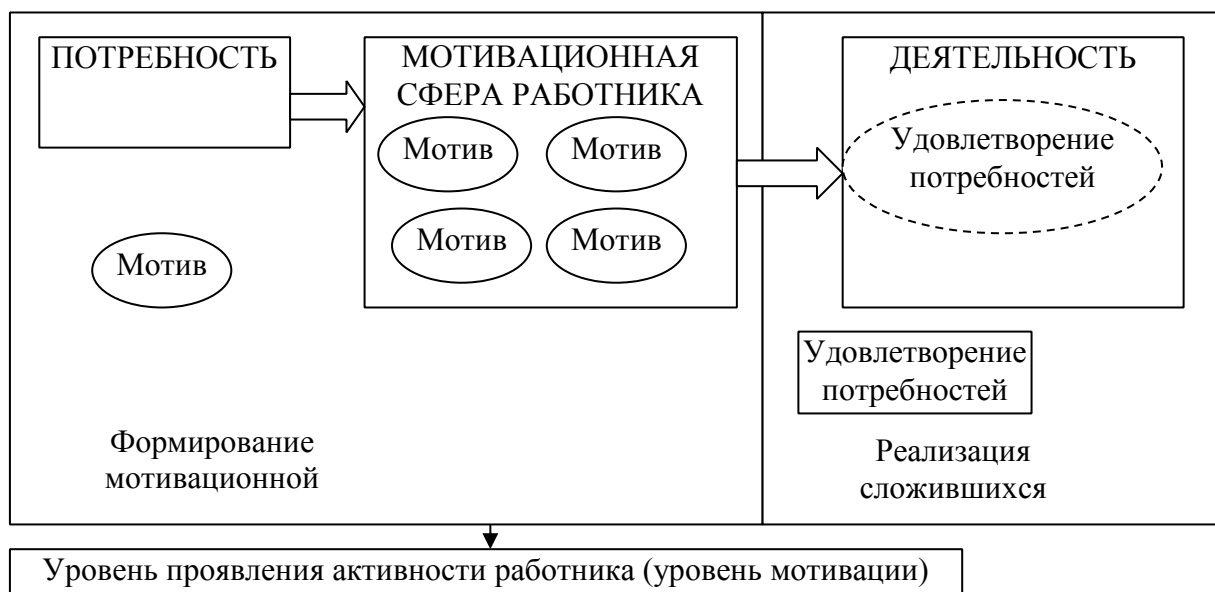 ПОТРЕБНОСТЬ
МОТИВАЦИОННАЯ
СФЕРА РАБОТНИКА
Мотив
Мотив
Мотив
Мотив
Мотив
Формирование
мотивационной
ДЕЯТЕЛЬНОСТЬ
Удовлетворение
потребностей
Удовлетворение
потребностей
Реализация
сложившихся
Уровень проявления активности работника (уровень мотивации)